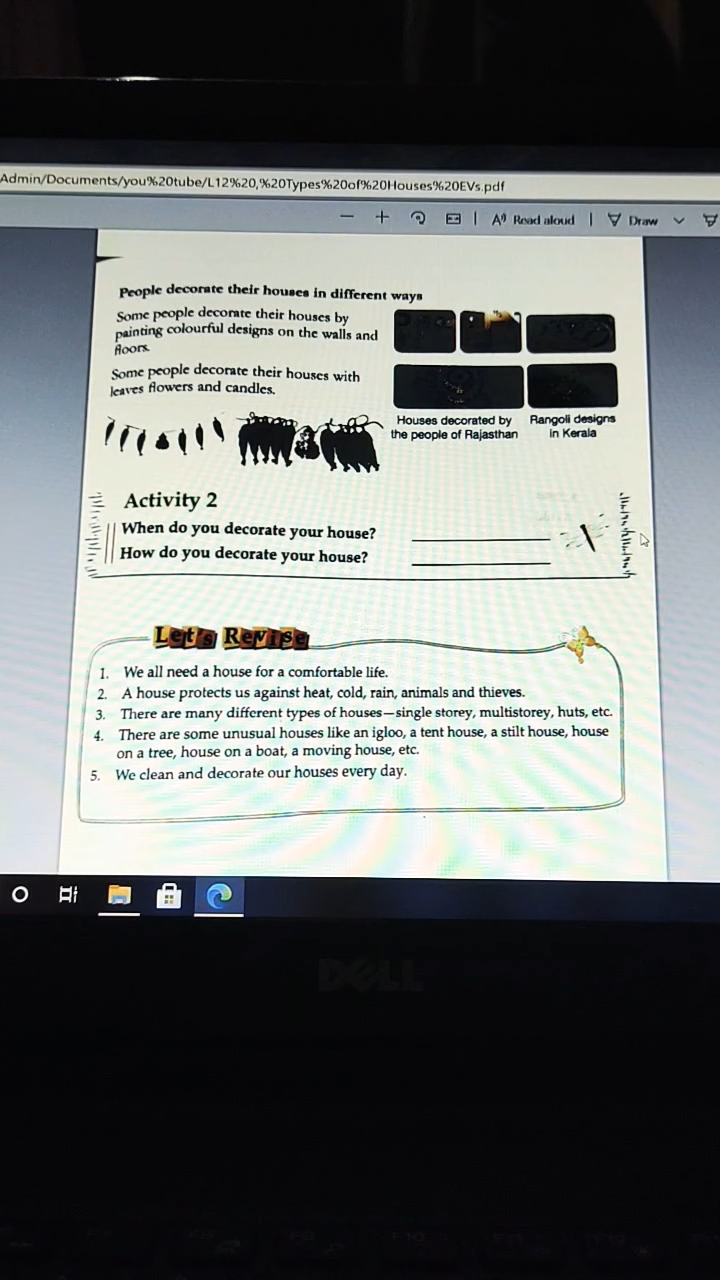 Admin/Documents/you%20tube/L12%20,%20Types%20of%20Houses%20EVs.pdf
Read aloud
Draw
People decorate their houses in different ways
Some people decorate their houses by
painting colourful designs on the walls and
floors.
Some people decorate their houses with
leaves flowers and candles.
Houses decorated by
the people of Rajasthan
Rangoli designs
in Kerala
Activity 2
When do you decorate your house?
How do you decorate your house?
Let's Revise
1. We all need a house for a comfortable life.
2. A house protects us against heat, cold, rain, animals and thieves.
3. There are many different types of houses—single storey, multistorey, huts, etc.
4. There are some unusual houses like an igloo, a tent house, a stilt house, house
on a tree, house on a boat, a moving house, etc.
5. We clean and decorate our houses every day.
DELL